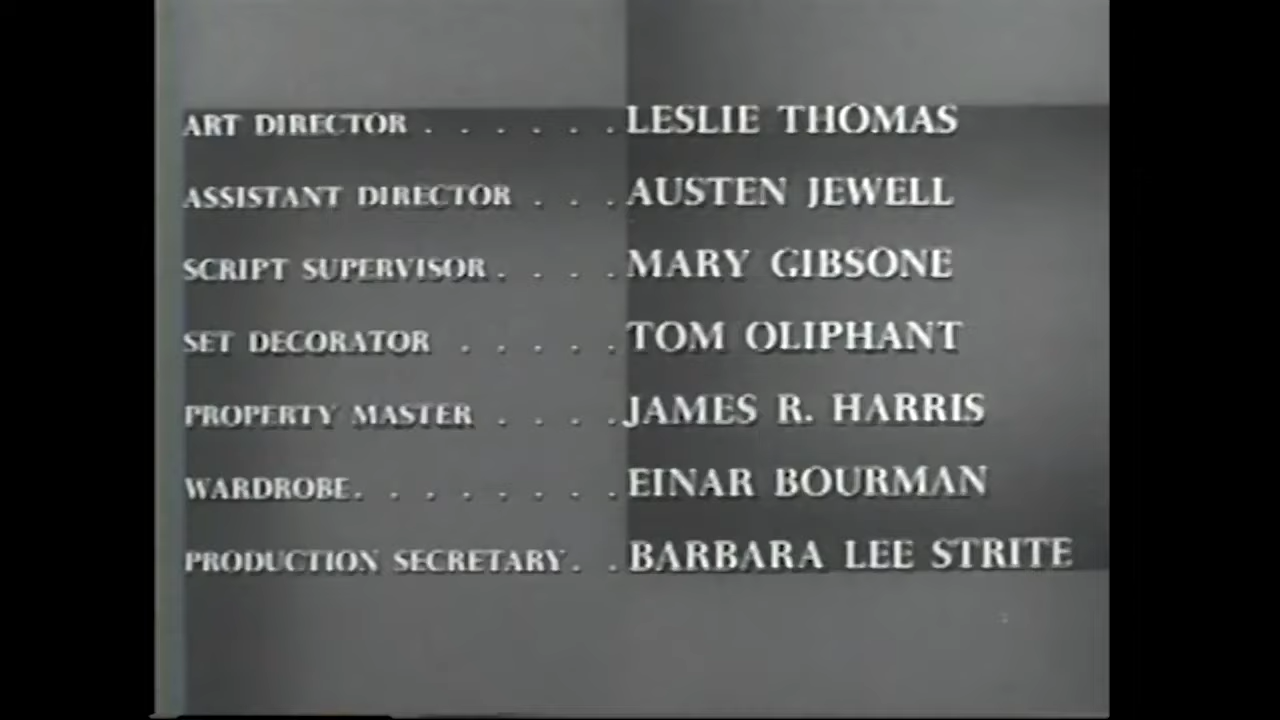 ART DIRECTOR . . . . . . LESLIE THOMAS
ASSISTANT DIRECTOR . . . AUSTEN JEWELL
SCRIPT SUPERVISOR . . . . MARY GIBSONE
SET DECORATOR . . . . . TOM OLIPHANT
PROPERTY MASTER . . . . JAMES R. HARRIS
WARDROBE. . . . . . . . EINAR BOURMAN
PRODUCTION SECRETARY. . BARBARA LEE STRITE